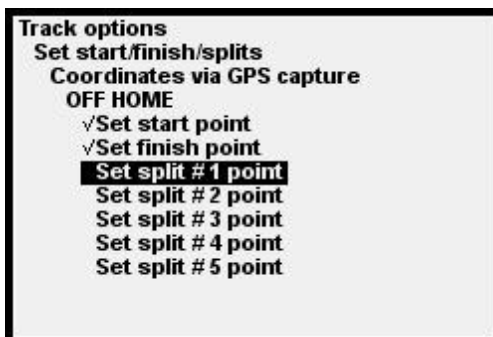 Track options
Set start/finish/splits
Coordinates via GPS capture
OFF HOME
√Set start point
√Set finish point
Set split #1 point
Set split #2 point
Set split #3 point
Set split #4 point
Set split #5 point